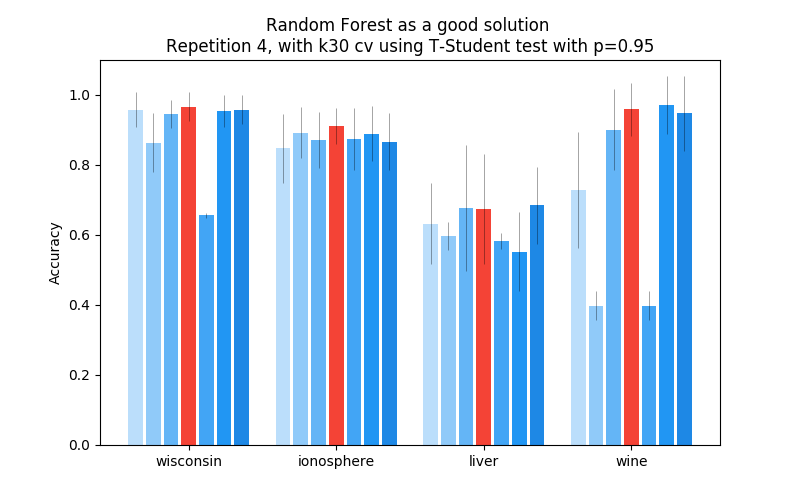 Random Forest as a good solution
Repetition 4, with k30 cv using T-Student test with p=0.95
1.0
0.8
0.6
0.4
0.2
0.0
Accuracy
wisconsin
ionosphere
liver
wine